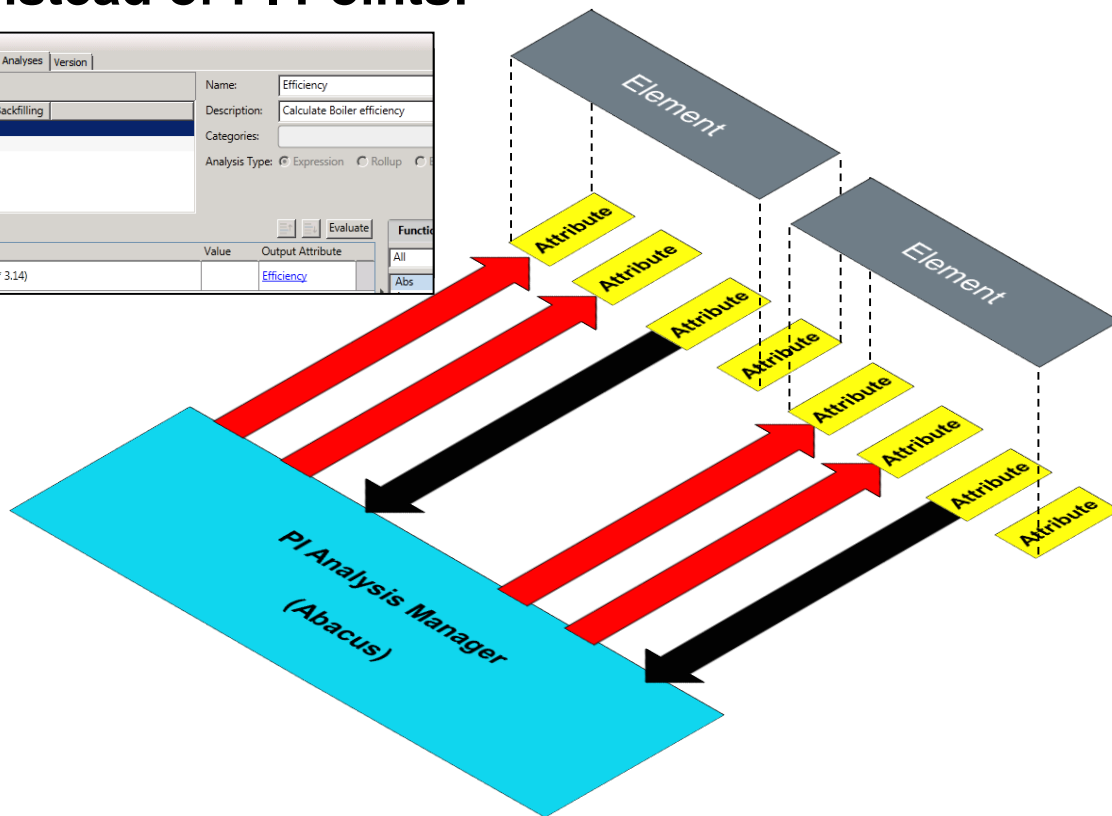 Analyses Version
Backfilling
Name: Efficiency
Description: Calculate Boiler efficiency
Categories:
Analysis Type: Expression Rollup
Evaluate
Value Output Attribute
All
* 3.14)
Efficiency
Abs
Element
Attribute
Attribute
Attribute
Attribute
Element
Attribute
Attribute
Attribute
Attribute
PI Analysis Manager
(Abacus)